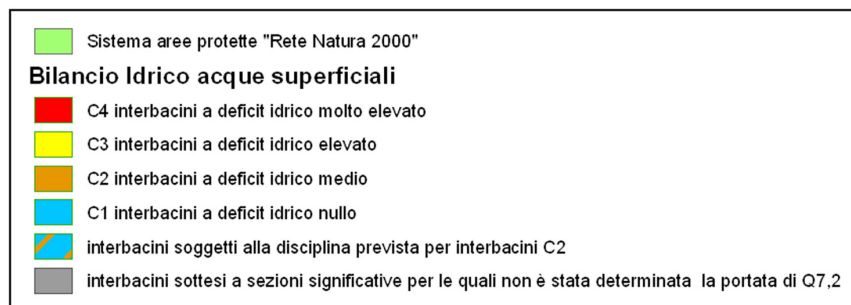 Sistema aree protette "Rete Natura 2000"
Bilancio Idrico acque superficiali
C4 interbacini a deficit idrico molto elevato
C3 interbacini a deficit idrico elevato
C2 interbacini a deficit idrico medio
C1 interbacini a deficit idrico nullo
interbacini soggetti alla disciplina prevista per interbacini C2
interbacini sottesi a sezioni significative per le quali non è stata determinata la portata di Q7,2